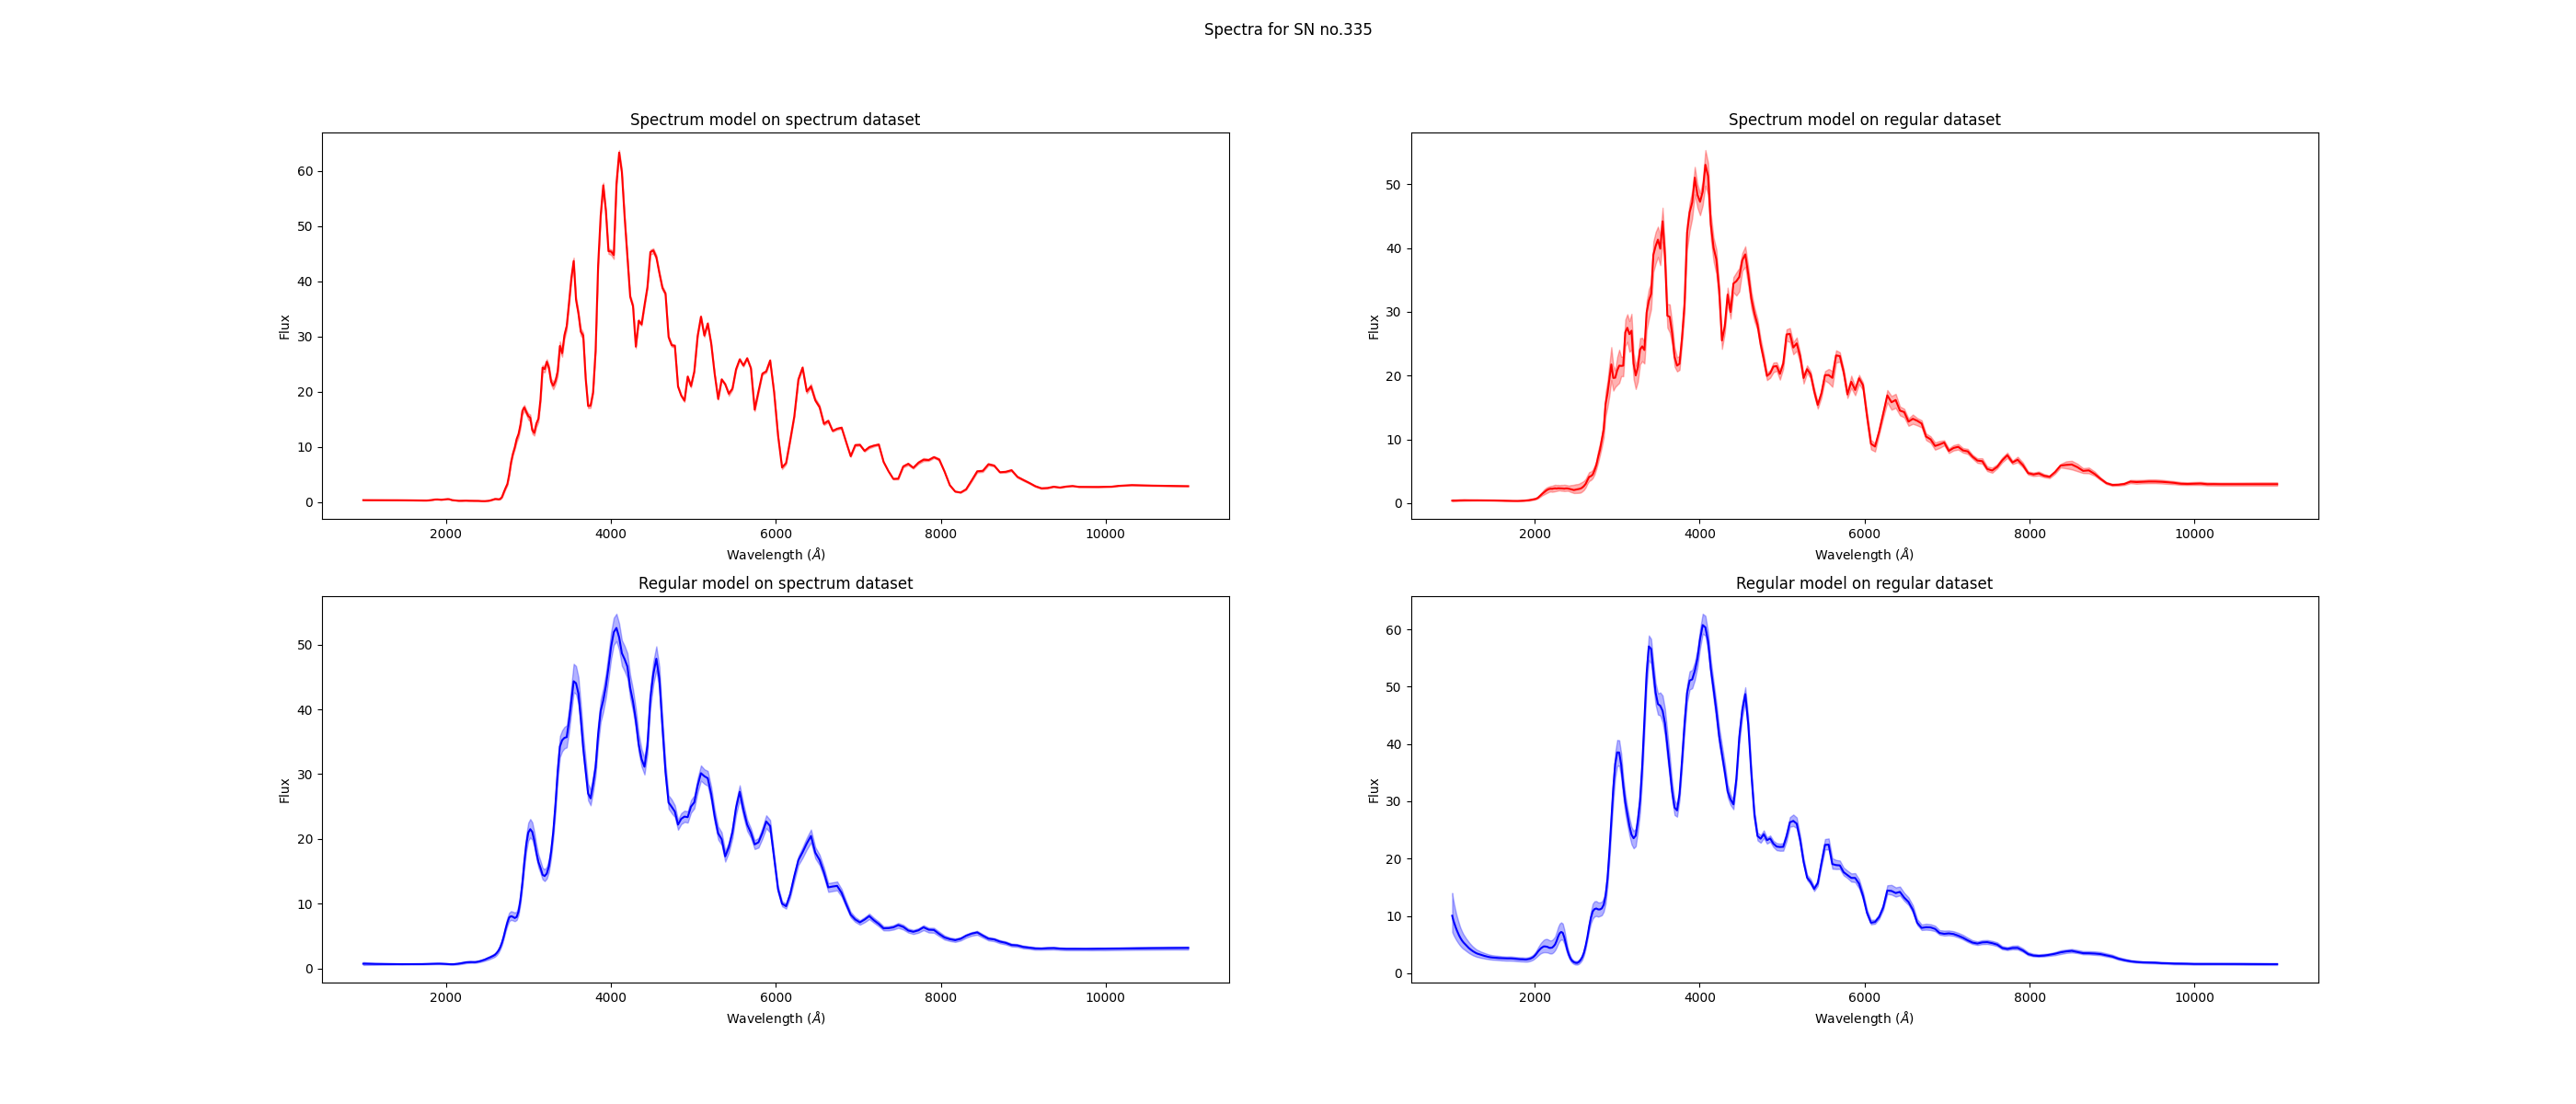 Spectra for SN no.335
Spectrum model on spectrum dataset
60
50
40
30
20
10
0
Flux
2000 4000 6000 8000 10000
Wavelength (Å)
Spectrum model on regular dataset
50
40
30
20
10
0
Flux
2000 4000 6000 8000 10000
Wavelength (Å)
Regular model on spectrum dataset
50
40
30
20
10
0
Flux
2000 4000 6000 8000 10000
Wavelength (Å)
Regular model on regular dataset
60
50
40
30
20
10
0
Flux
2000 4000 6000 8000 10000
Wavelength (Å)